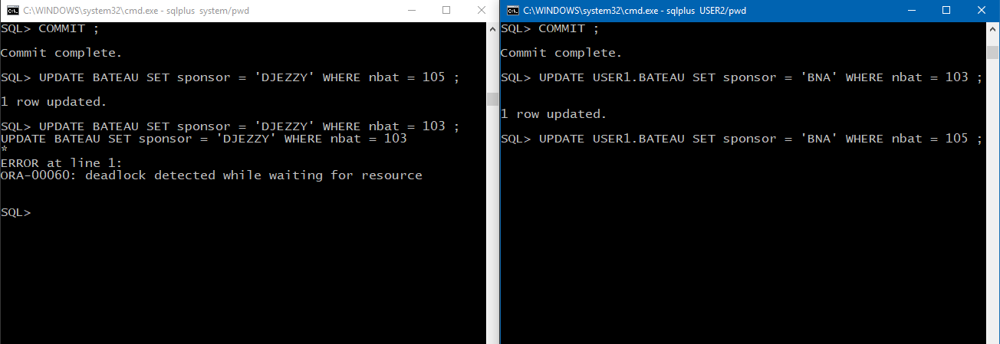 C:\WINDOWS\system32\cmd.exe - sqlplus  system/pwd
SQL> COMMIT ;
Commit complete.
SQL> UPDATE BATEAU SET sponsor = 'DJEZZY' WHERE nbat = 105 ;
1 row updated.
SQL> UPDATE BATEAU SET sponsor = 'DJEZZY' WHERE nbat = 103 ;
UPDATE BATEAU SET sponsor = 'DJEZZY' WHERE nbat = 103
*
ERROR at line 1:
ORA-00060: deadlock detected while waiting for resource
SQL>
C:\WINDOWS\system32\cmd.exe - sqlplus  USER2/pwd
SQL> COMMIT ;
Commit complete.
SQL> UPDATE USER1.BATEAU SET sponsor = 'BNA' WHERE nbat = 103 ;
1 row updated.
SQL> UPDATE USER1.BATEAU SET sponsor = 'BNA' WHERE nbat = 105 ;